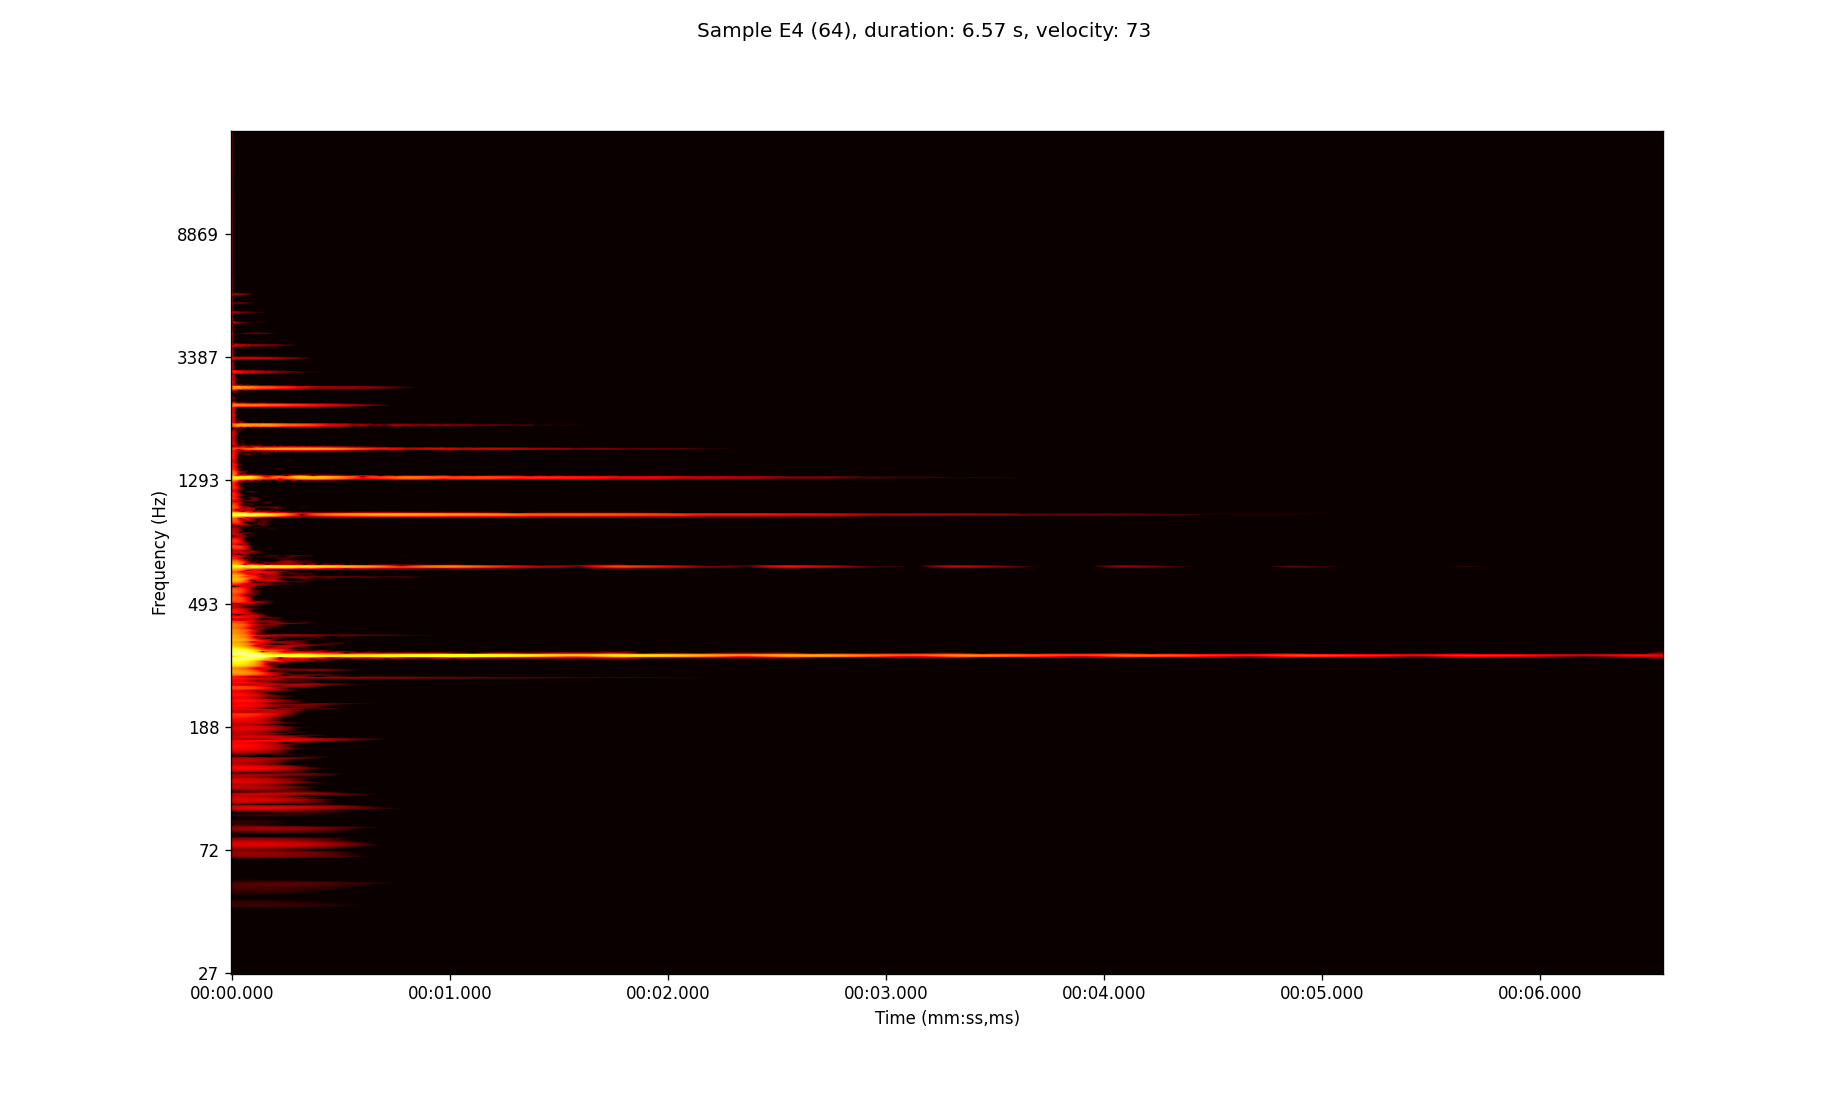 Sample E4 (64), duration: 6.57 s, velocity: 73
8869
3387
1293
493
188
72
27
Frequency (Hz)
00:00.000 00:01.000 00:02.000 00:03.000 00:04.000 00:05.000 00:06.000
Time (mm:ss,ms)